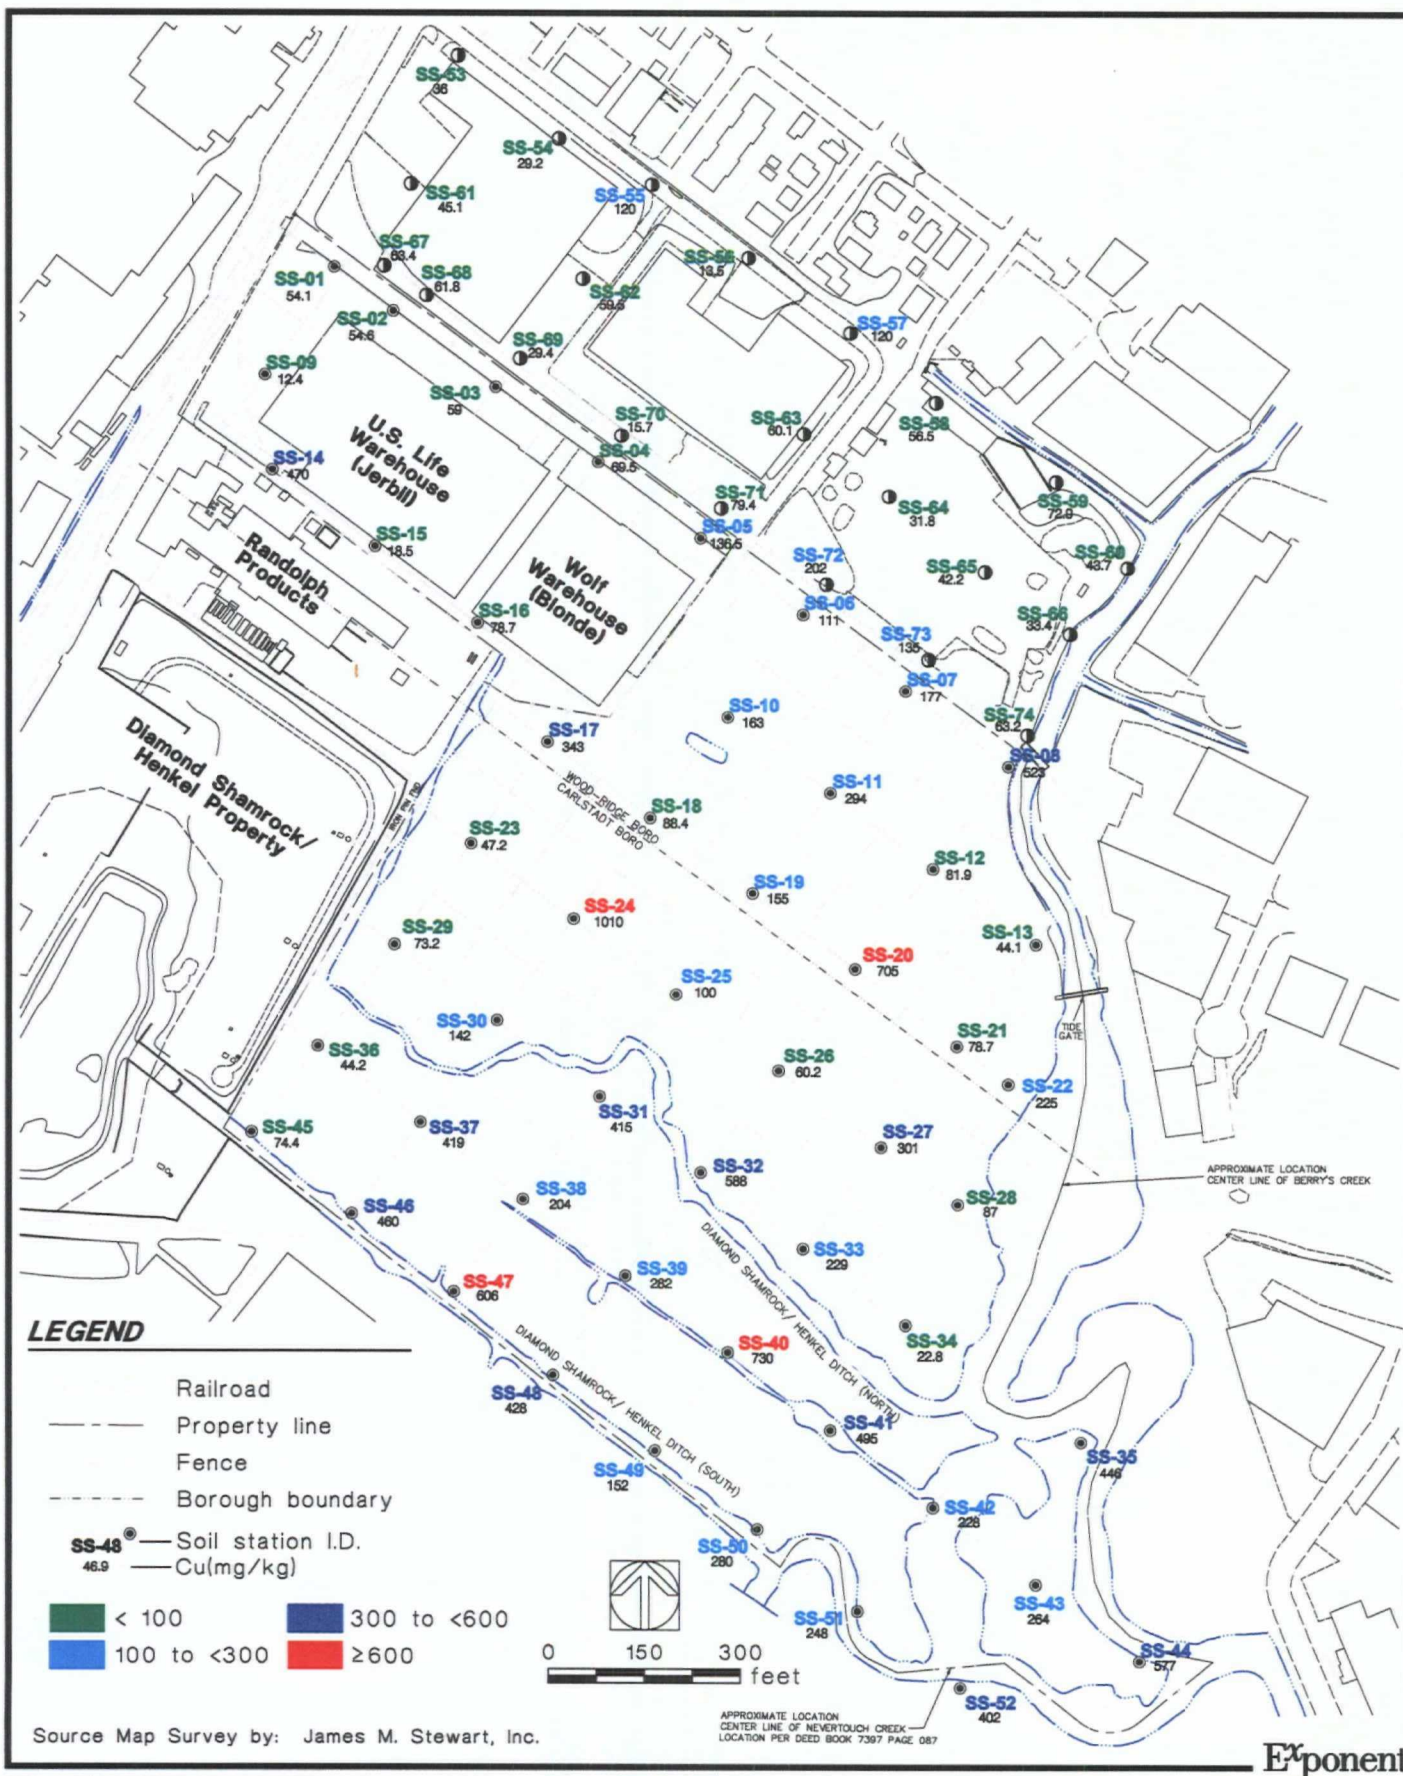 SS-53
36
SS-54
29.2
SS-61
45.1
SS-55
120
SS-67
63.4
SS-68
61.8
SS-01
54.1
SS-02
54.6
SS-56
13.5
SS-62
59.3
SS-57
120
SS-69
29.4
SS-09
12.4
SS-03
59
SS-70
15.7
SS-63
60.1
SS-58
56.5
SS-04
69.5
U.S. Life
Warehouse
(Jerbil)
SS-14
470
SS-71
79.4
SS-64
31.8
SS-59
72.9
SS-05
136.5
SS-15
18.5
Randolph
Products
Wolf
Warehouse
(Blonde)
SS-72
202
SS-65
42.2
SS-60
43.7
SS-16
78.7
SS-06
111
SS-66
33.4
SS-73
135
SS-07
177
SS-10
163
SS-74
63.2
SS-17
343
SS-08
523
Diamond Shamrock/
Henkel Property
WOOD-RIDGE BORO
CARLSTADT BORO
SS-11
294
SS-18
88.4
SS-23
47.2
SS-12
81.9
SS-19
155
SS-24
1010
SS-29
73.2
SS-13
44.1
SS-20
705
SS-25
100
SS-30
142
TIDE
GATE
SS-21
78.7
SS-36
44.2
SS-26
60.2
SS-22
225
SS-31
415
SS-37
419
SS-45
74.4
SS-27
301
SS-32
588
APPROXIMATE LOCATION
CENTER LINE OF BERRY'S CREEK
SS-38
204
SS-46
460
SS-28
87
SS-33
229
SS-39
282
SS-47
606
DIAMOND SHAMROCK/ HENKEL DITCH (NORTH)
SS-34
22.8
SS-40
730
DIAMOND SHAMROCK/ HENKEL DITCH (SOUTH)
SS-48
428
SS-41
495
SS-35
446
SS-49
152
SS-42
228
SS-50
280
SS-43
264
SS-51
248
SS-44
577
SS-52
402
LEGEND
Railroad
Property line
Fence
Borough boundary
SS-48
Soil station I.D.
46.9
Cu(mg/kg)
< 100
300 to <600
100 to <300
≥600
0 150 300
feet
APPROXIMATE LOCATION
CENTER LINE OF NEVERTOUCH CREEK
LOCATION PER DEED BOOK 7397 PAGE 087
Source Map Survey by: James M. Stewart, Inc.
Exponent